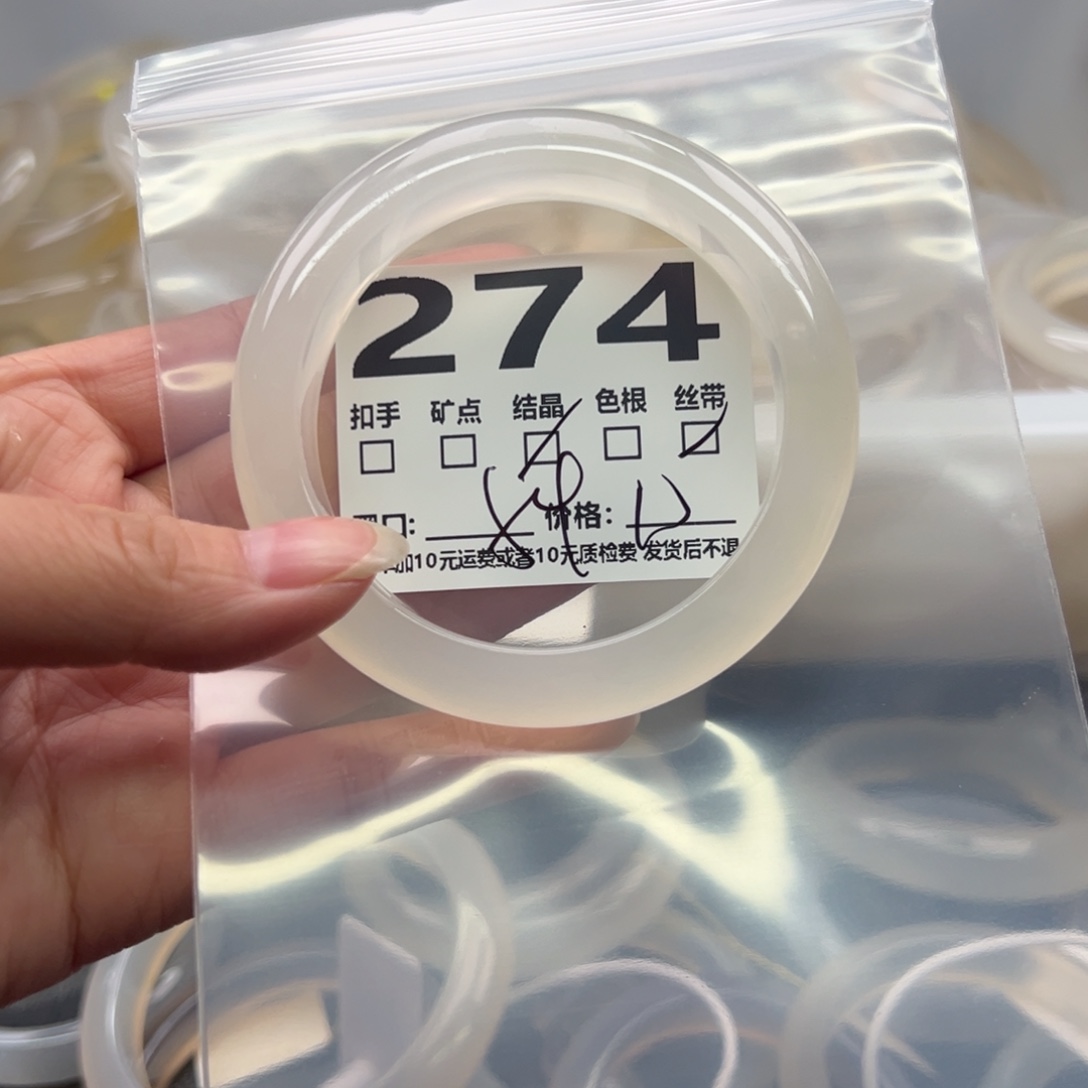 274
扣手 矿点 结晶 色根 丝带
口: 价格:
加10元运费或者10元质检费 发货后不退